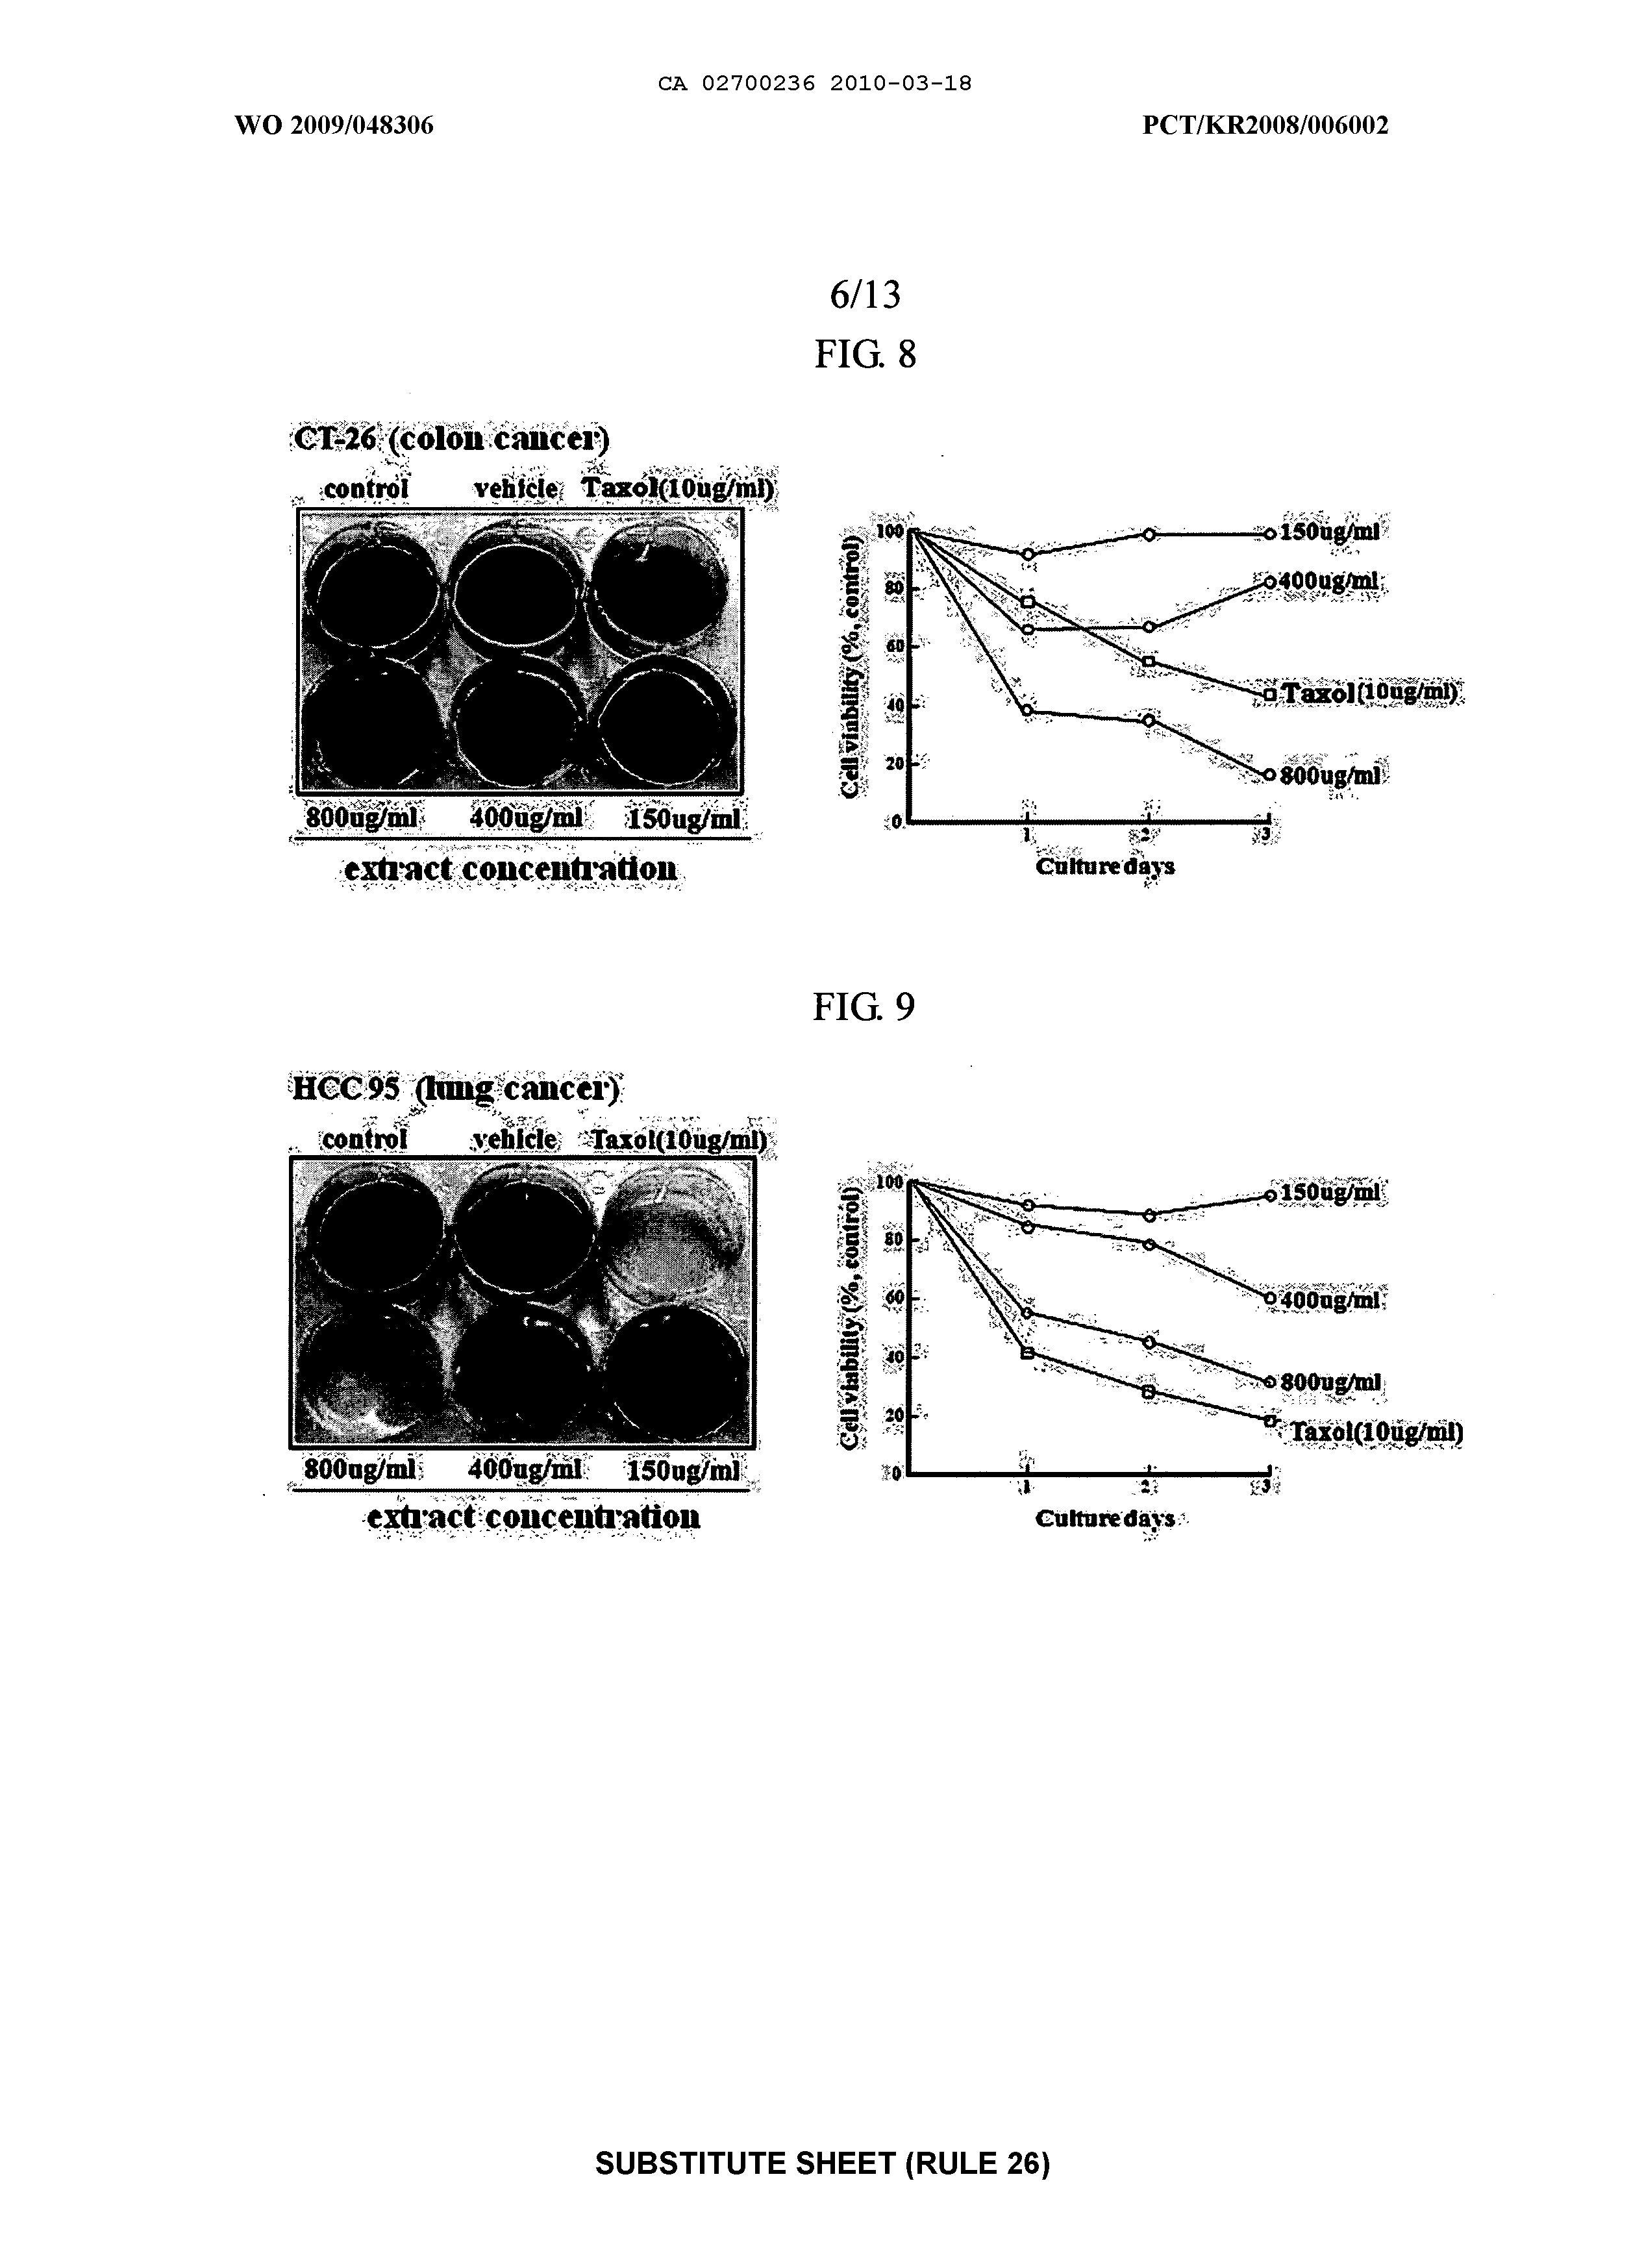 CA 02700236 2010-03-18
WO 2009/048306
PCT/KR2008/006002
6/13
FIG. 8
CT-26 (colon cancer)
control vehicle Taxol(10ug/ml)
800ug/ml 400ug/ml 150ug/ml
extract concentration
Cell viability (%, control)
100
80
60
40
20
0
1 2 3
Culture days
150ug/ml
400ug/ml
Taxol(10ug/ml)
800ug/ml
FIG. 9
HCC95 (lung cancer)
control vehicle Taxol(10ug/ml)
800ug/ml 400ug/ml 150ug/ml
extract concentration
Cell viability (%, control)
100
80
60
40
20
0
1 2 3
Culture days
150ug/ml
400ug/ml
800ug/ml
Taxol(10ug/ml)
SUBSTITUTE SHEET (RULE 26)